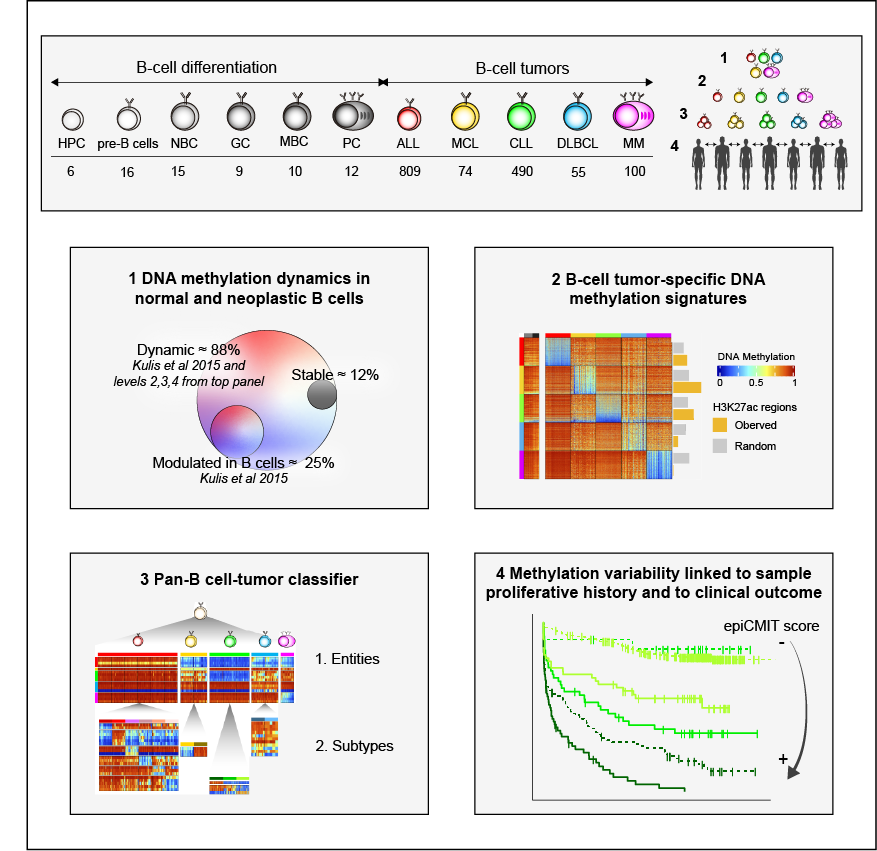 B-cell differentiation
B-cell tumors
HPC pre-B cells NBC GC MBC PC ALL MCL CLL DLBCL MM
6 16 15 9 10 12 809 74 490 55 100
1
2
3
4
1 DNA methylation dynamics in
normal and neoplastic B cells
Dynamic ≈ 88%
Kulis et al 2015 and
levels 2,3,4 from top panel
Stable ≈ 12%
Modulated in B cells ≈ 25%
Kulis et al 2015
2 B-cell tumor-specific DNA
methylation signatures
DNA Methylation
0 0.5 1
H3K27ac regions
Oberved
Random
3 Pan-B cell-tumor classifier
1. Entities
2. Subtypes
4 Methylation variability linked to sample
proliferative history and to clinical outcome
epiCMIT score
-
+